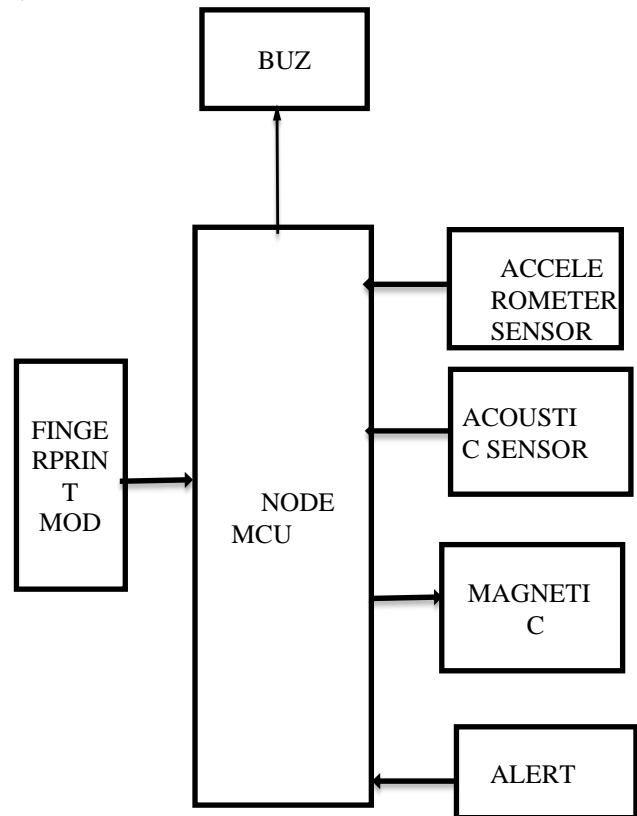 BUZ
ACCELE
ROMETER
SENSOR
FINGE
RPRIN
T
MOD
ACOUSTI
C SENSOR
NODE
MCU
MAGNETI
C
ALERT